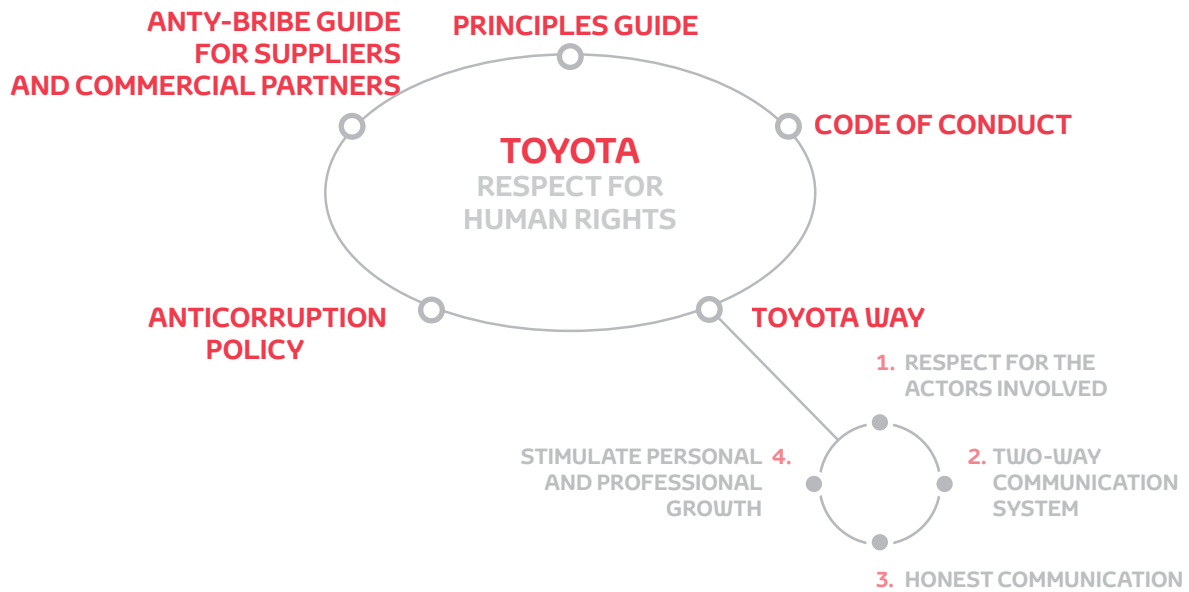 ANTY-BRIBE GUIDE
FOR SUPPLIERS
AND COMMERCIAL PARTNERS
PRINCIPLES GUIDE
CODE OF CONDUCT
TOYOTA
RESPECT FOR
HUMAN RIGHTS
ANTICORRUPTION
POLICY
TOYOTA WAY
1. RESPECT FOR THE
ACTORS INVOLVED
2. TWO-WAY
COMMUNICATION
SYSTEM
3. HONEST COMMUNICATION
STIMULATE PERSONAL 4.
AND PROFESSIONAL
GROWTH